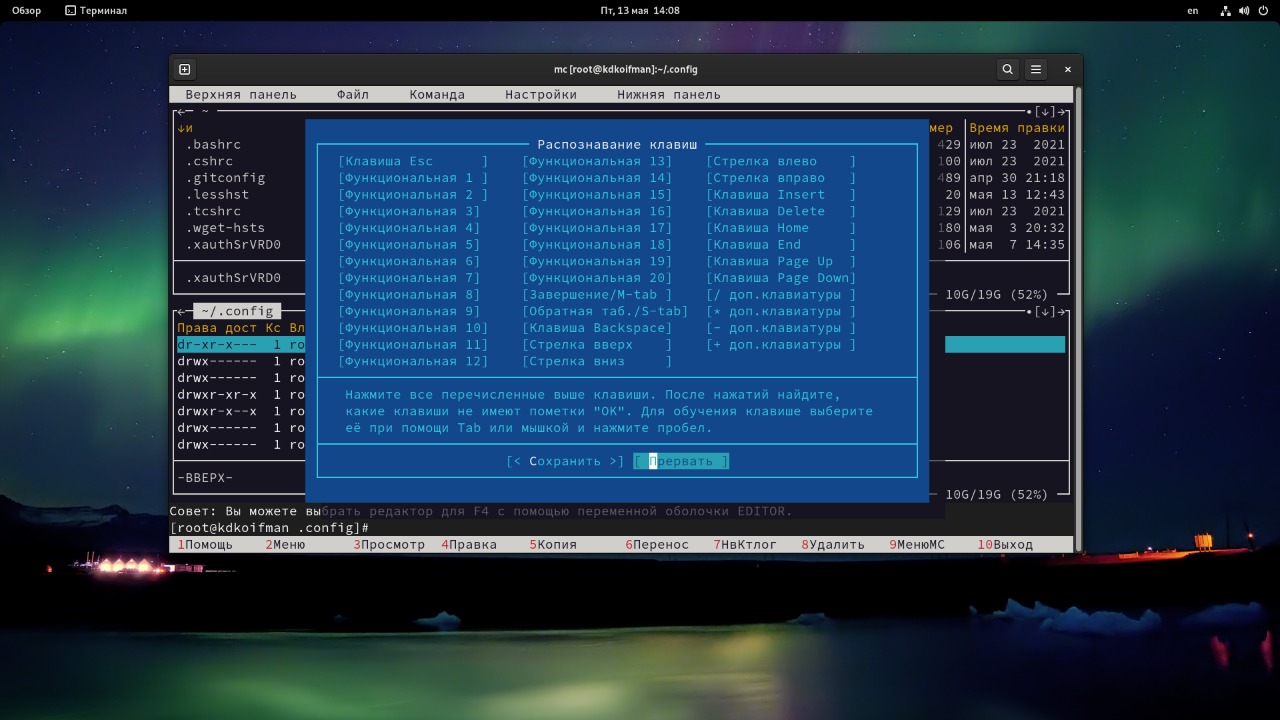 Обзор Терминал Пт, 13 мая 14:08 en
mc [root@kdkoifman]:~/.config
Верхняя панель Файл Команда Настройки Нижняя панель
←─ ~ •[↓]→
↓и мер Время правки
Распознавание клавиш
.bashrc 429 июл 23 2021
[Клавиша Esc ] [Функциональная 13] [Стрелка влево ]
.cshrc 100 июл 23 2021
[Функциональная 1 ] [Функциональная 14] [Стрелка вправо ]
.gitconfig 489 апр 30 21:18
[Функциональная 2 ] [Функциональная 15] [Клавиша Insert ]
.lesshst 20 мая 13 12:43
[Функциональная 3] [Функциональная 16] [Клавиша Delete ]
.tcshrc 129 июл 23 2021
[Функциональная 4] [Функциональная 17] [Клавиша Home ]
.wget-hsts 180 мая 3 20:32
[Функциональная 5] [Функциональная 18] [Клавиша End ]
.xauthSrVRD0 106 мая 7 14:35
[Функциональная 6] [Функциональная 19] [Клавиша Page Up ]
[Функциональная 7] [Функциональная 20] [Клавиша Page Down]
.xauthSrVRD0
[Функциональная 8] [Завершение/M-tab ] [/ доп.клавиатуры ]
10G/19G (52%)
[Функциональная 9] [Обратная таб./S-tab] [* доп.клавиатуры ]
←─ ~/.config •[↓]→
[Функциональная 10] [Клавиша Backspace] [- доп.клавиатуры ]
Права дост Кс Вл
[Функциональная 11] [Стрелка вверх ] [+ доп.клавиатуры ]
dr-xr-x--- 1 ro
[Функциональная 12] [Стрелка вниз ]
drwx------ 1 ro
drwx------ 1 ro
drwxr-xr-x 1 ro
Нажмите все перечисленные выше клавиши. После нажатий найдите,
drwxr-x--x 1 ro
какие клавиши не имеют пометки "OK". Для обучения клавише выберите
drwx------ 1 ro
её при помощи Tab или мышкой и нажмите пробел.
drwx------ 1 ro
[< Сохранить >] [ Прервать ]
-ВВЕРХ-
10G/19G (52%)
Совет: Вы можете выбрать редактор для F4 с помощью переменной оболочки EDITOR.
[root@kdkoifman .config]#
1Помощь 2Меню 3Просмотр 4Правка 5Копия 6Перенос 7НвКтлог 8Удалить 9МенюMC 10Выход